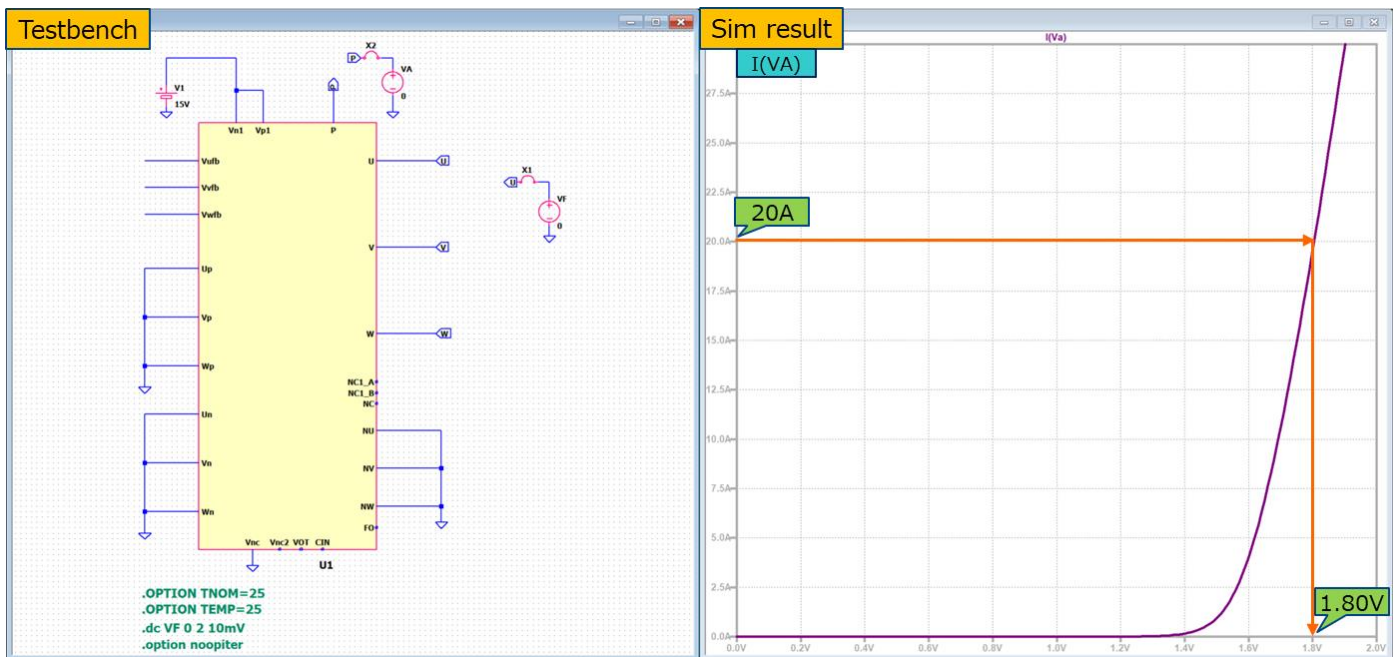 Testbench
X2
P
VA
0
V1
15V
P
Vn1 Vp1 P
Vufb
Vvfb
Vwfb
Up
Vp
Wp
Un
Vn
Wn
U
U
V
V
W
W
NC1_A
NC1_B
NC
NU
NV
NW
FO
Vnc Vnc2 VOT CIN
U1
X1
U
VF
0
.OPTION TNOM=25
.OPTION TEMP=25
.dc VF 0 2 10mV
.option noopiter
Sim result
I(Va)
I(VA)
27.5A
25.0A
22.5A
20A
20.0A
17.5A
15.0A
12.5A
10.0A
7.5A
5.0A
2.5A
0.0A
1.80V
0.0V 0.2V 0.4V 0.6V 0.8V 1.0V 1.2V 1.4V 1.6V 1.8V 2.0V